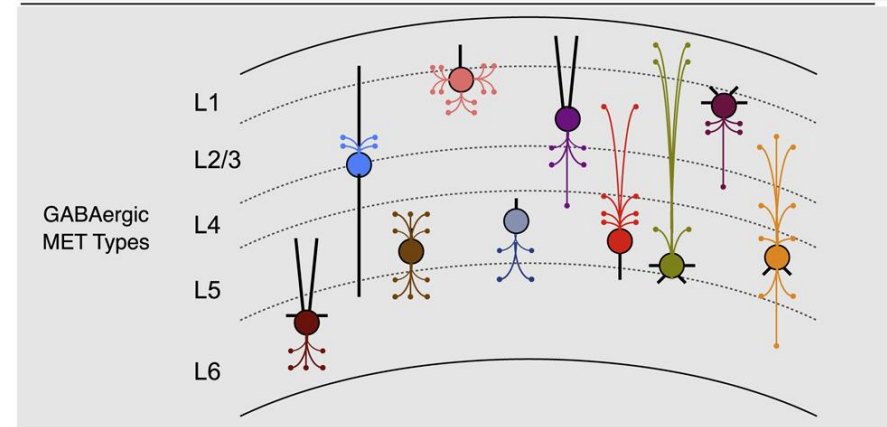 L1
L2/3
GABAergic
L4
MET Types
L5
L6